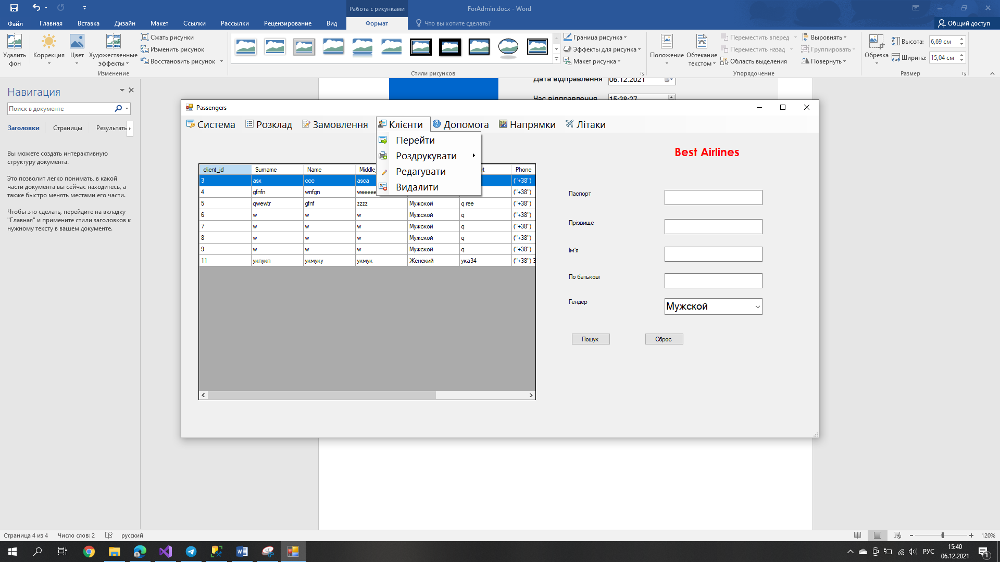 Работа с рисунками
ForAdmin.docx - Word
Файл Главная Вставка Дизайн Макет Ссылки Рассылки Рецензирование Вид Формат Что вы хотите сделать? Общий доступ
Удалить фон
Коррекция
Цвет
Художественные эффекты
Сжать рисунки
Изменить рисунок
Восстановить рисунок
Изменение
Стили рисунков
Граница рисунка
Эффекты для рисунка
Макет рисунка
Положение
Обтекание текстом
Переместить вперед
Переместить назад
Область выделения
Выровнять
Группировать
Повернуть
Упорядочение
Обрезка
Высота: 6,69 см
Ширина: 15,04 см
Размер
Навигация
Поиск в документе
Заголовки Страницы Результаты
Вы можете создать интерактивную
структуру документа.
Это позволит легко понимать, в какой
части документа вы сейчас находитесь, а
также быстро менять местами его части.
Чтобы это сделать, перейдите на вкладку
"Главная" и примените стили заголовков к
нужному тексту в вашем документе.
Дата відправлення 06.12.2021
Час відправлення 15:38:27
Passengers
Система Розклад Замовлення Клієнти Допомога Напрямки Літаки
Перейти
Роздрукувати
Редагувати
Видалити
Best Airlines
client_id Surname Name Middle_ rt Phone
3 asx ccc asca ("+38")
4 gfnfn wnfgn weeeee ("+38")
5 qwewtr gfnf zzzz Мужской q ree ("+38")
6 w w w Мужской q ("+38")
7 w w w Мужской q ("+38")
8 w w w Мужской q ("+38")
9 w w w Мужской q ("+38")
11 укпукп укмуку укмук Женский ука34 ("+38") 3
Паспорт
Прізвище
Ім'я
По батькові
Гендер Мужской
Пошук Сброс
Страница 4 из 4 Число слов: 2 русский 120%
РУС 15:40
06.12.2021
1